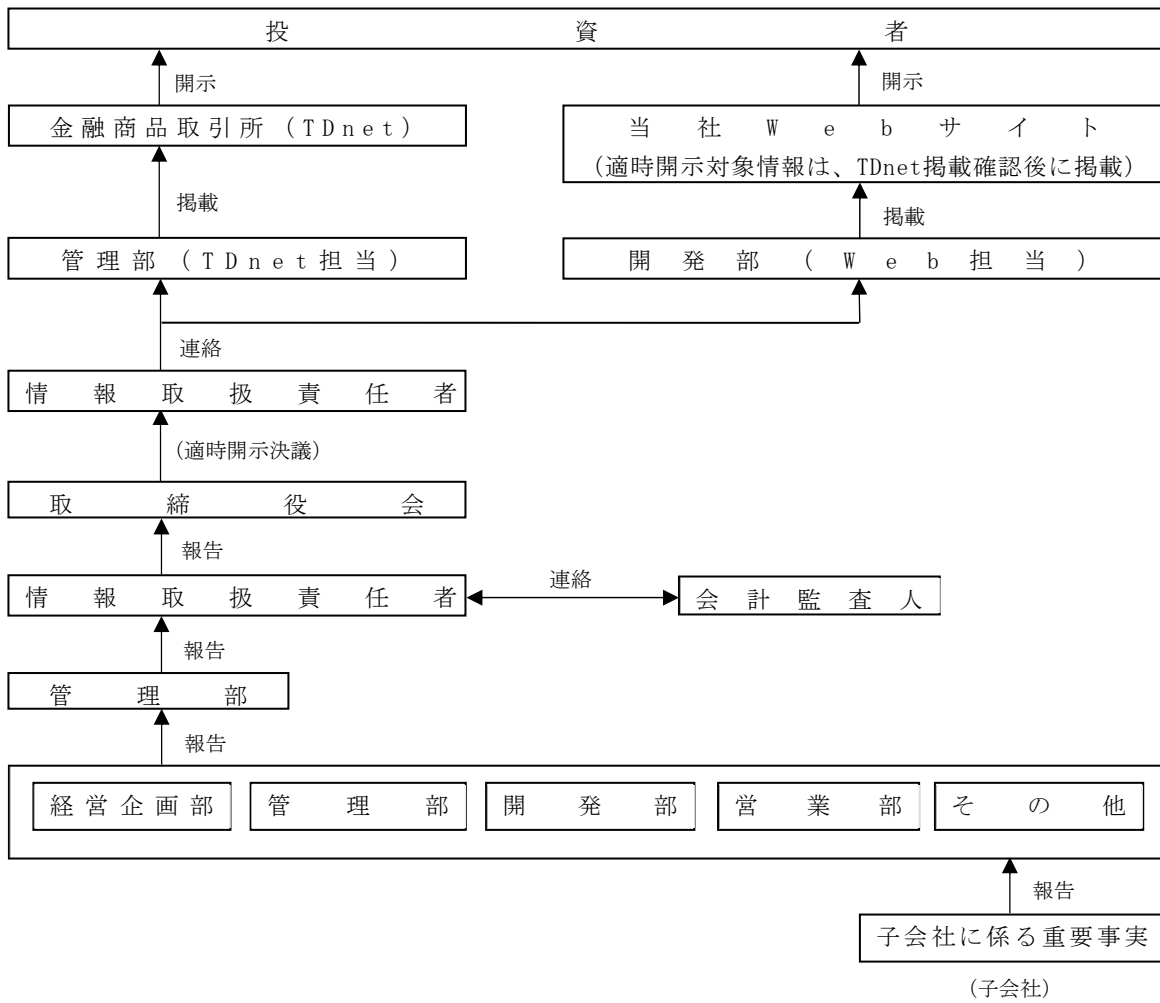 投資者
開示 開示
金融商品取引所(TDnet) 当社Webサイト
(適時開示対象情報は、TDnet掲載確認後に掲載)
掲載 掲載
管理部(TDnet担当) 開発部(Web担当)
連絡
情報取扱責任者
(適時開示決議)
取締役会
報告
情報取扱責任者 連絡 会計監査人
報告
管理部
報告
経営企画部 管理部 開発部 営業部 その他
報告
子会社に係る重要事実
(子会社)